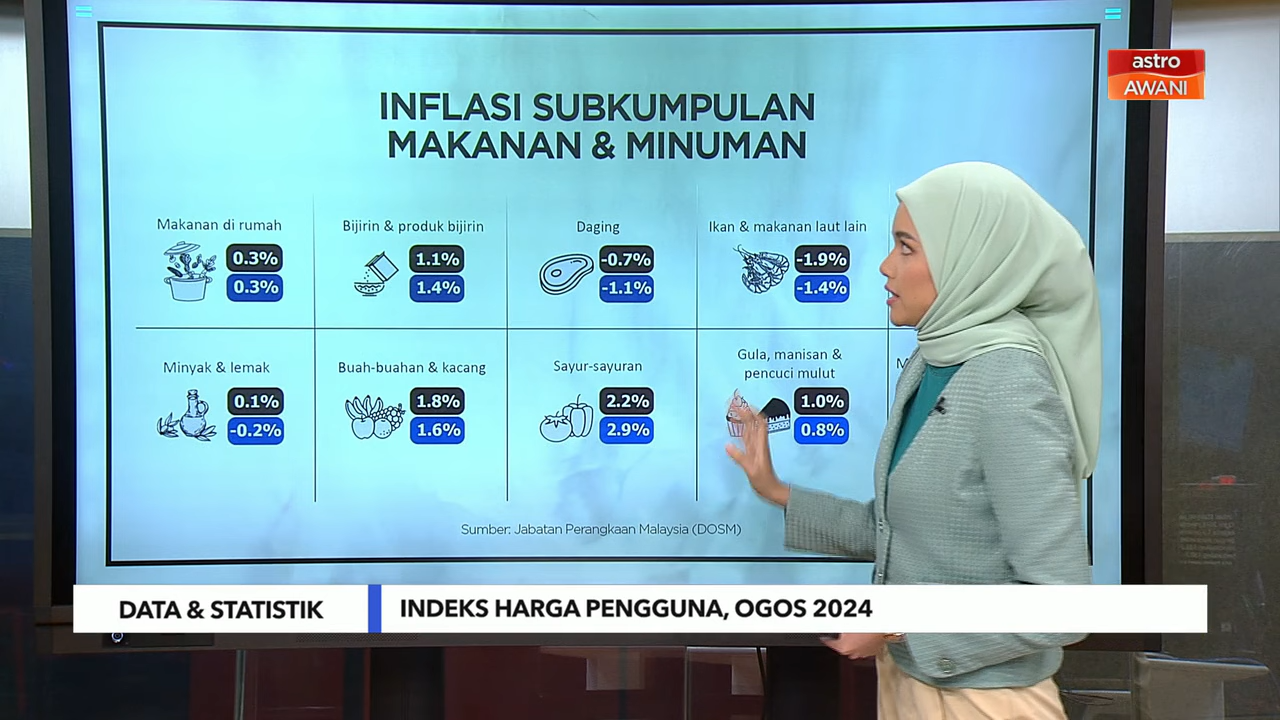 astro
AWANI
INFLASI SUBKUMPULAN
MAKANAN & MINUMAN
Makanan di rumah
0.3%
0.3%
Bijirin & produk bijirin
1.1%
1.4%
Daging
-0.7%
-1.1%
Ikan & makanan laut lain
-1.9%
-1.4%
Minyak & lemak
0.1%
-0.2%
Buah-buahan & kacang
1.8%
1.6%
Sayur-sayuran
2.2%
2.9%
Gula, manisan &
pencuci mulut
1.0%
0.8%
Sumber: Jabatan Perangkaan Malaysia (DOSM)
DATA & STATISTIK
INDEKS HARGA PENGGUNA, OGOS 2024